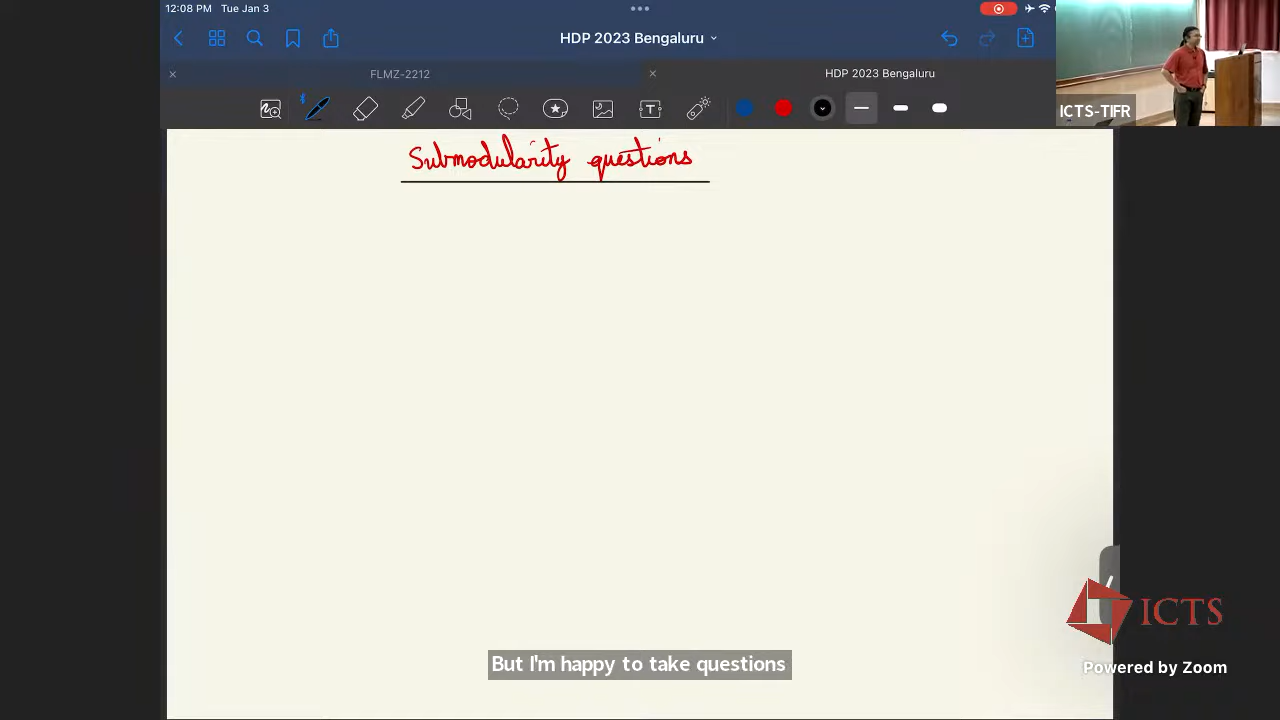 12:08 PM Tue Jan 3
HDP 2023 Bengaluru
FLMZ-2212
HDP 2023 Bengaluru
T
ICTS-TIFR
Submodularity questions
But I'm happy to take questions
ICTS
Powered by Zoom